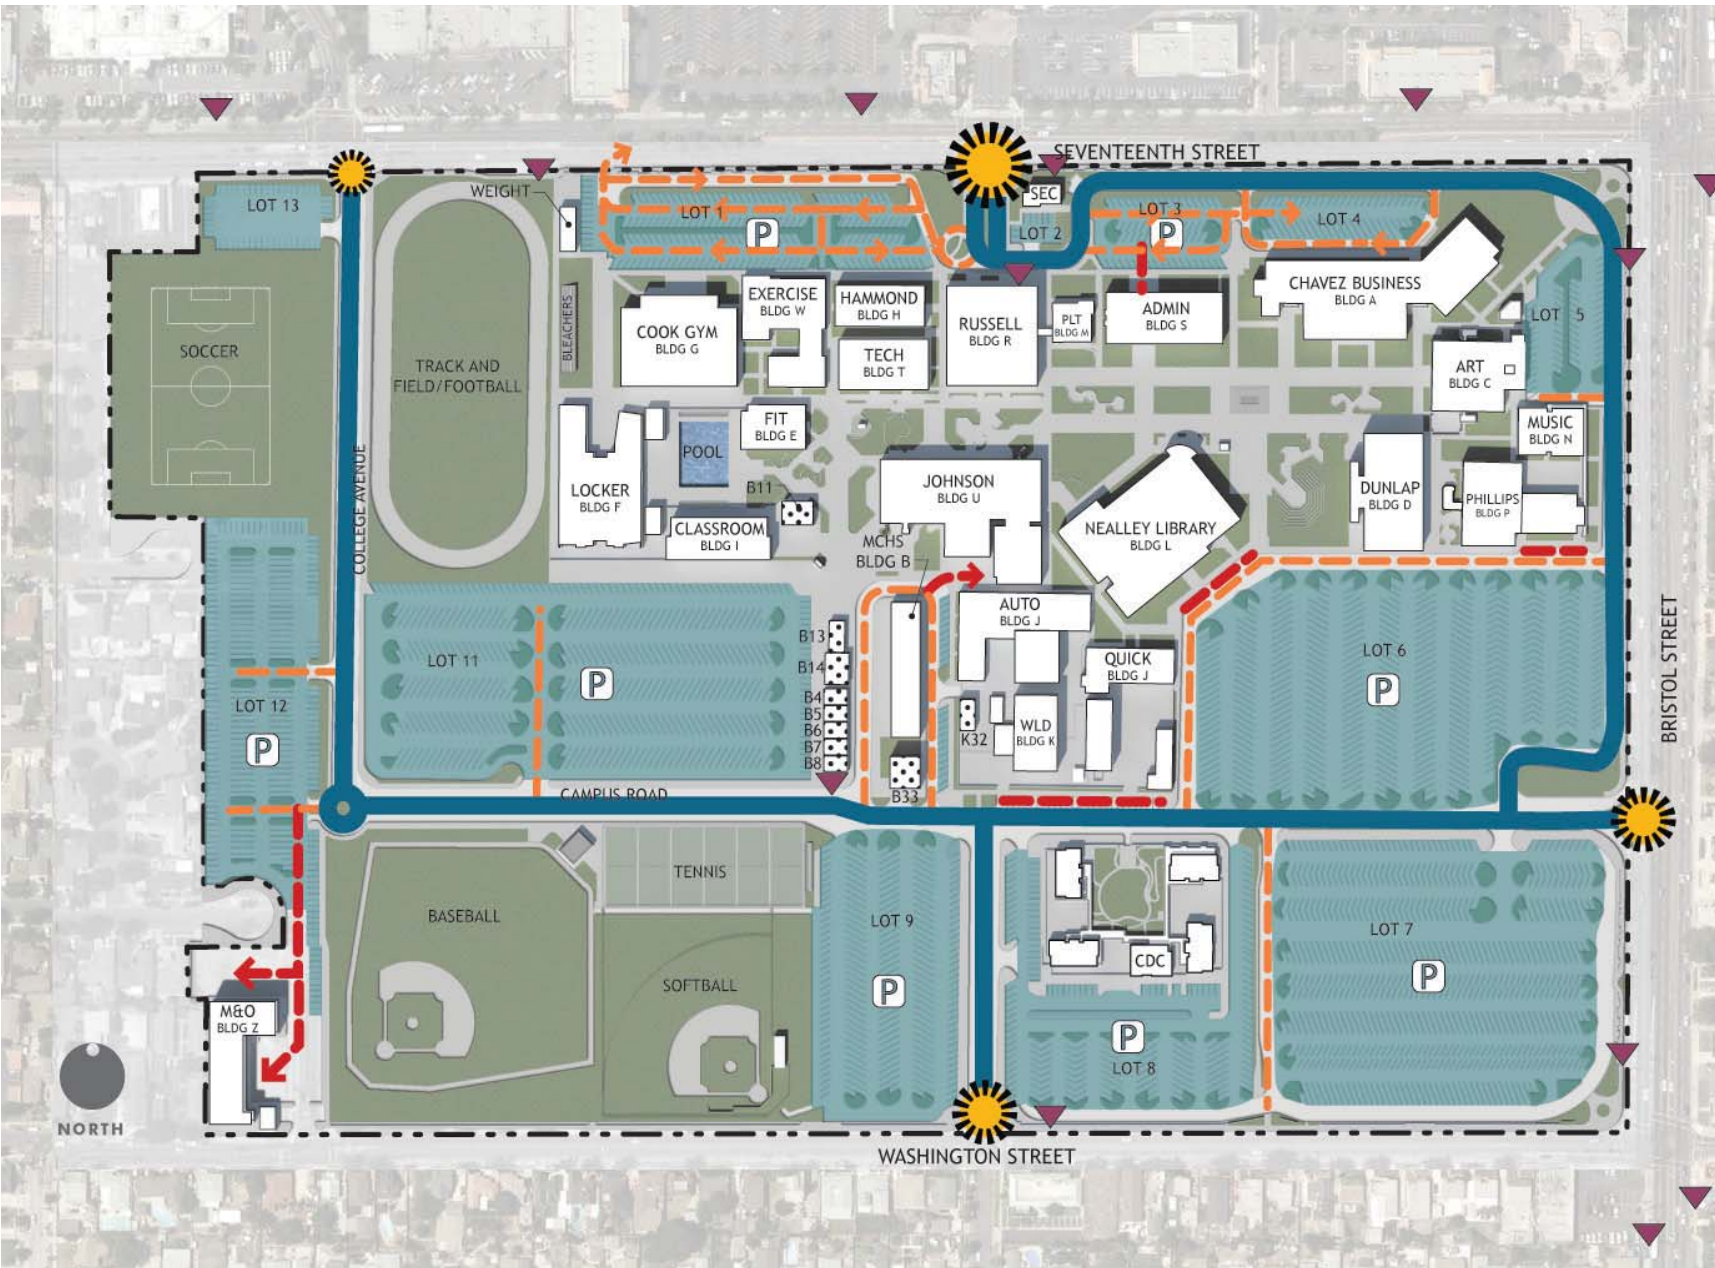 SEVENTEENTH STREET
WEIGHT
SEC
LOT 13
LOT 1
P
LOT 2
LOT 3
P
LOT 4
LOT 5
SOCCER
TRACK AND
FIELD/FOOTBALL
BLEACHERS
COOK GYM
BLDG G
EXERCISE
BLDG W
HAMMOND
BLDG H
TECH
BLDG T
RUSSELL
BLDG R
PLT
BLDG M
ADMIN
BLDG S
CHAVEZ BUSINESS
BLDG A
ART
BLDG C
MUSIC
BLDG N
FIT
BLDG E
POOL
LOCKER
BLDG F
B11
CLASSROOM
BLDG I
JOHNSON
BLDG U
MCHS
BLDG B
NEALLEY LIBRARY
BLDG L
DUNLAP
BLDG D
PHILLIPS
BLDG P
COLLEGE AVENUE
BRISTOL STREET
LOT 11
P
B13
B14
B4
B5
B6
B7
B8
B33
AUTO
BLDG J
QUICK
BLDG J
K32
WLD
BLDG K
LOT 6
P
LOT 12
P
CAMPUS ROAD
BASEBALL
TENNIS
SOFTBALL
LOT 9
P
CDC
P
LOT 8
LOT 7
P
M&O
BLDG Z
NORTH
WASHINGTON STREET